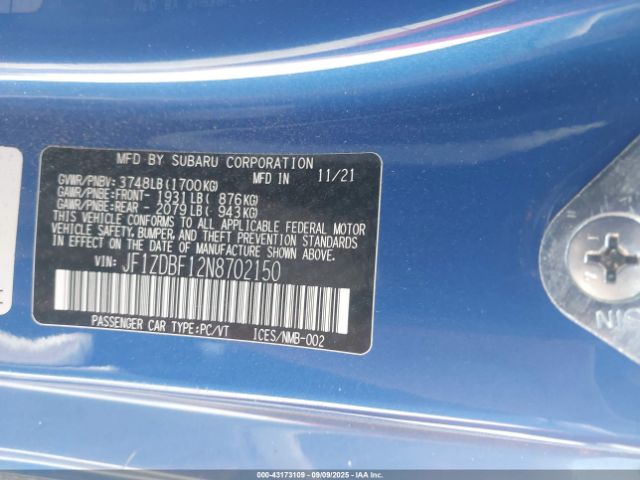 MFD BY SUBARU CORPORATION
GVWR/PNBV: 3748LB(1700KG) MFD IN 11/21
GAWR/PNBE:FRONT- 1931LB( 876KG)
GAWR/PNBE:REAR - 2079LB( 943KG)
THIS VEHICLE CONFORMS TO ALL APPLICABLE FEDERAL MOTOR
VEHICLE SAFETY, BUMPER, AND THEFT PREVENTION STANDARDS
IN EFFECT ON THE DATE OF MANUFACTURE SHOWN ABOVE.
VIN: JF1ZDBF12N8702150
PASSENGER CAR TYPE:PC/VT ICES/NMB-002
000-43173109 - 09/09/2025 - IAAI.COM